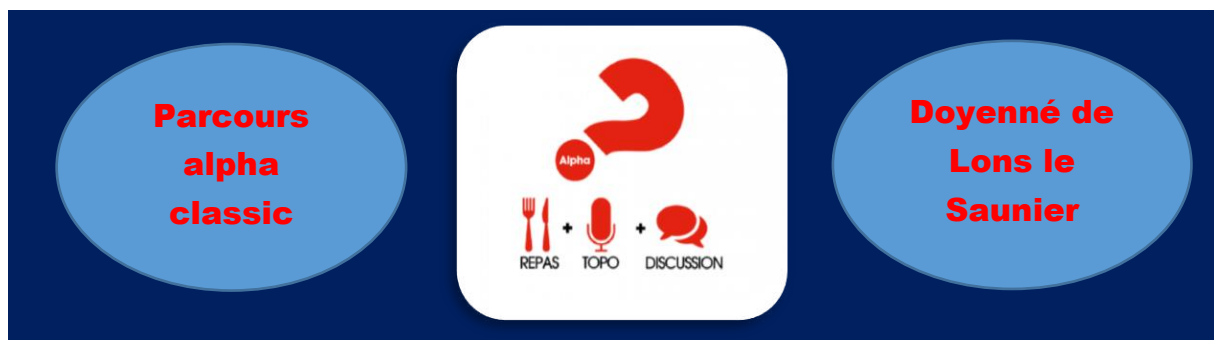 Parcours
alpha
classic
Alpha
REPAS + TOPO + DISCUSSION
Doyenné de
Lons le
Saunier